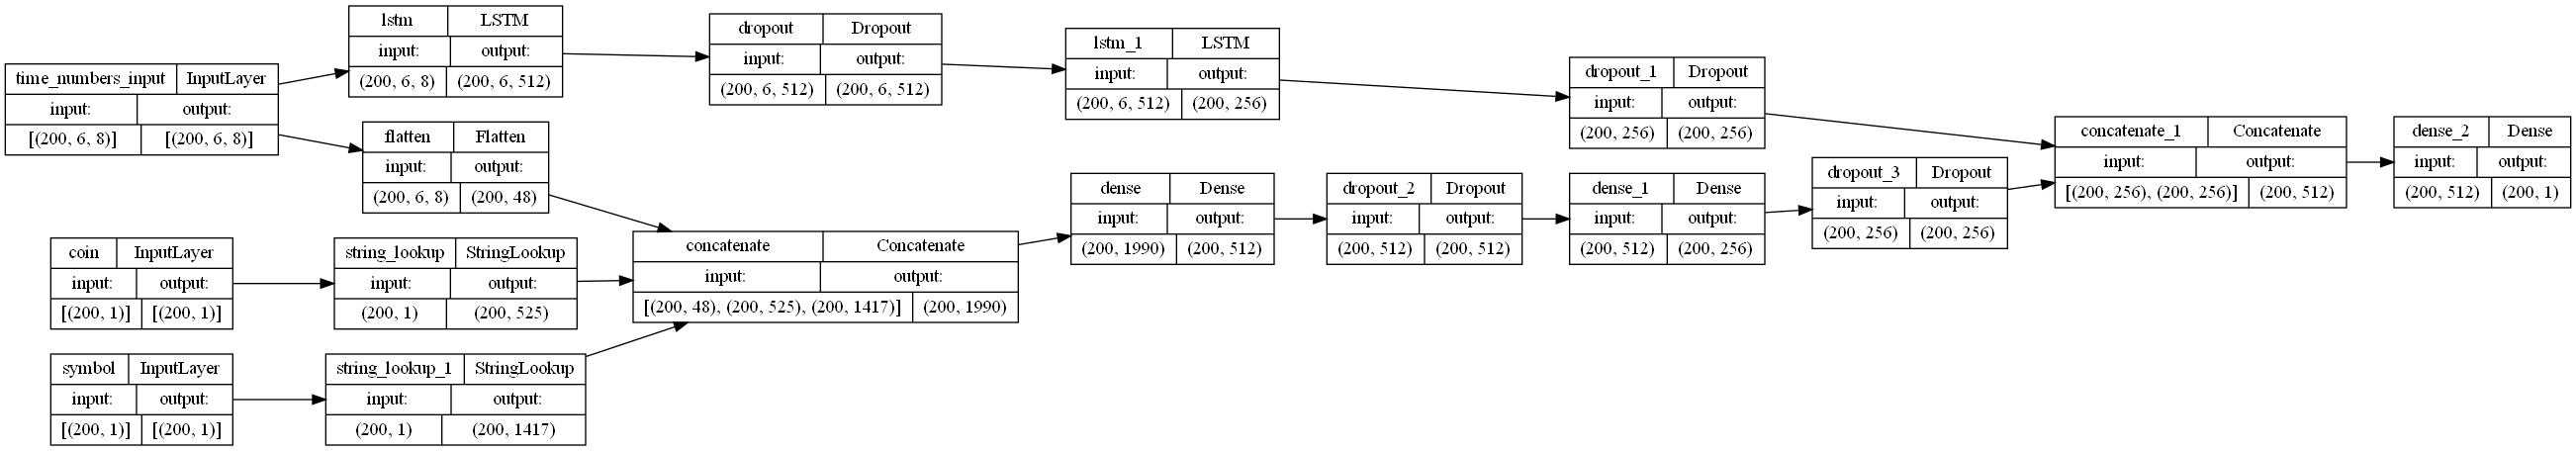 time_numbers_input InputLayer
input: output:
[(200, 6, 8)] [(200, 6, 8)]
lstm LSTM
input: output:
(200, 6, 8) (200, 6, 512)
dropout Dropout
input: output:
(200, 6, 512) (200, 6, 512)
lstm_1 LSTM
input: output:
(200, 6, 512) (200, 256)
dropout_1 Dropout
input: output:
(200, 256) (200, 256)
flatten Flatten
input: output:
(200, 6, 8) (200, 48)
coin InputLayer
input: output:
[(200, 1)] [(200, 1)]
string_lookup StringLookup
input: output:
(200, 1) (200, 525)
symbol InputLayer
input: output:
[(200, 1)] [(200, 1)]
string_lookup_1 StringLookup
input: output:
(200, 1) (200, 1417)
concatenate Concatenate
input: output:
[(200, 48), (200, 525), (200, 1417)] (200, 1990)
dense Dense
input: output:
(200, 1990) (200, 512)
dropout_2 Dropout
input: output:
(200, 512) (200, 512)
dense_1 Dense
input: output:
(200, 512) (200, 256)
dropout_3 Dropout
input: output:
(200, 256) (200, 256)
concatenate_1 Concatenate
input: output:
[(200, 256), (200, 256)] (200, 512)
dense_2 Dense
input: output:
(200, 512) (200, 1)